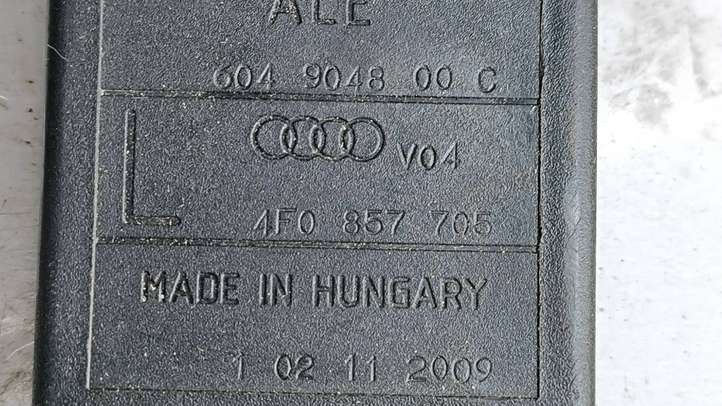 ALE
604 9048 00 C
L
V04
4F0 857 705
MADE IN HUNGARY
1 02 11 2009